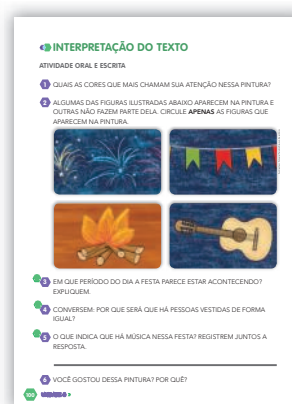 INTERPRETAÇÃO DO TEXTO
ATIVIDADE ORAL E ESCRITA
1 QUAIS AS CORES QUE MAIS CHAMAM SUA ATENÇÃO NESSA PINTURA?
2 ALGUMAS DAS FIGURAS ILUSTRADAS ABAIXO APARECEM NA PINTURA E
OUTRAS NÃO FAZEM PARTE DELA. CIRCULE APENAS AS FIGURAS QUE
APARECEM NA PINTURA.
3 EM QUE PERÍODO DO DIA A FESTA PARECE ESTAR ACONTECENDO?
EXPLIQUEM.
4 CONVERSEM: POR QUE SERÁ QUE HÁ PESSOAS VESTIDAS DE FORMA
IGUAL?
5 O QUE INDICA QUE HÁ MÚSICA NESSA FESTA? REGISTREM JUNTOS A
RESPOSTA.
6 VOCÊ GOSTOU DESSA PINTURA? POR QUÊ?
100